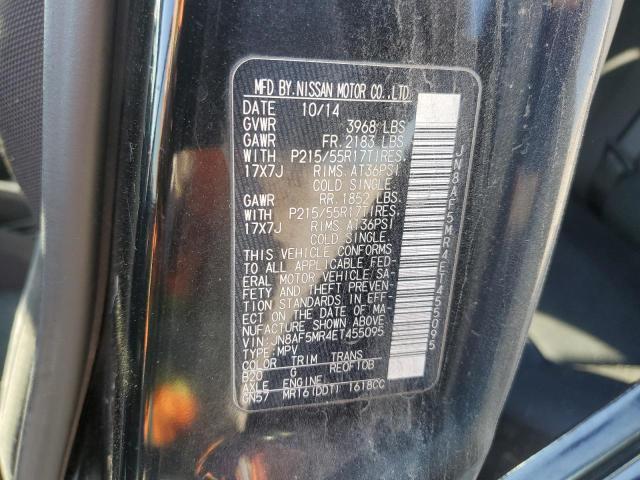 MFD BY.NISSAN MOTOR CO.,LTD.
DATE 10/14
GVWR 3968 LBS
GAWR FR.2183 LBS
WITH P215/55R17TIRES,
17X7J RIMS AT36PSI
COLD SINGLE.
GAWR RR.1852 LBS.
WITH P215/55R17TIRES,
17X7J RIMS, AT36PSI
COLD SINGLE.
THIS VEHICLE CONFORMS
TO ALL APPLICABLE FED-
ERAL MOTOR VEHICLE SA-
FETY AND THEFT PREVEN-
TION STANDARDS IN EFF-
ECT ON THE DATE OF MA-
NUFACTURE SHOWN ABOVE
VIN:JN8AF5MR4ET455095
TYPE:MPV
COLOR TRIM TRANS
B20 G RE0F10B
AXLE ENGINE
GN57 MR16(DDT) 1618CC
JN8AF5MR4ET455095